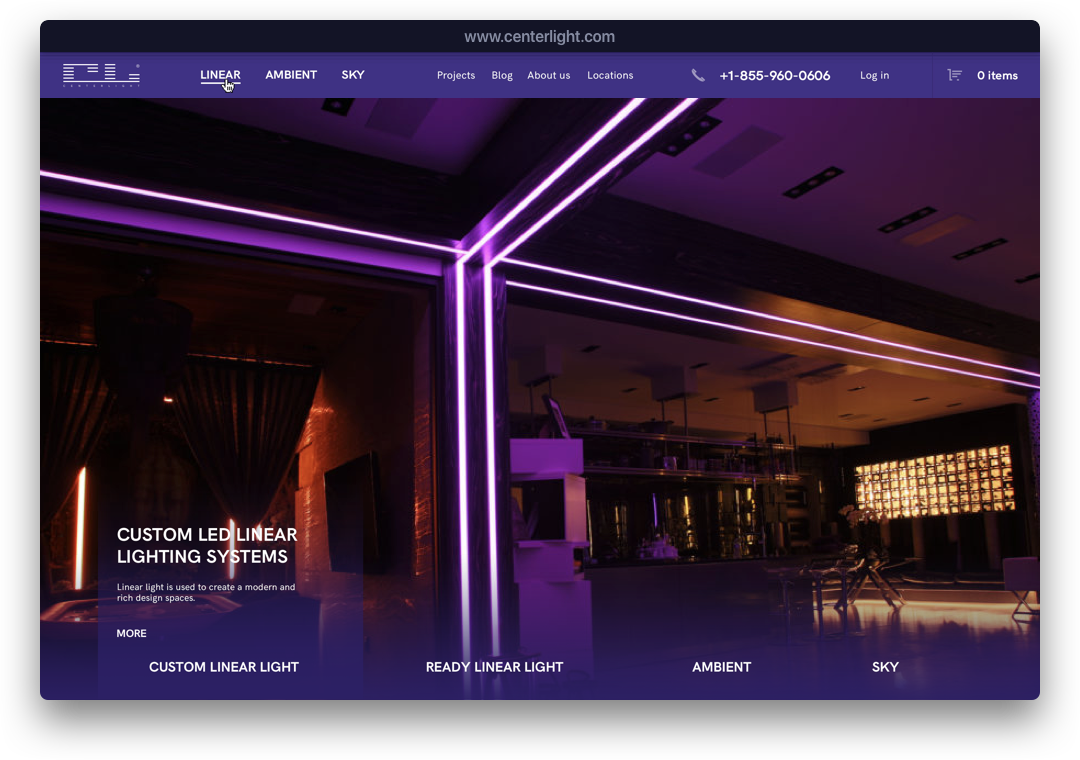 www.centerlight.com
CENTERLIGHT
LINEAR AMBIENT SKY Projects Blog About us Locations +1-855-960-0606 Log in 0 items
CUSTOM LED LINEAR
LIGHTING SYSTEMS
Linear light is used to create a modern and
rich design spaces.
MORE
CUSTOM LINEAR LIGHT READY LINEAR LIGHT AMBIENT SKY